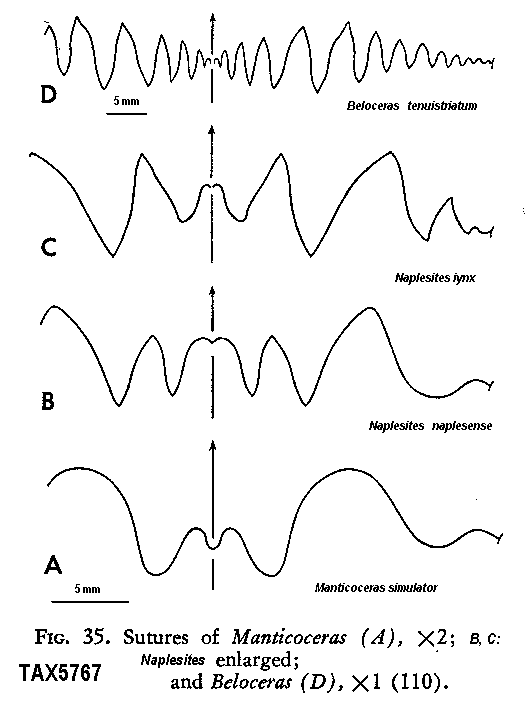 D
5 mm
Beloceras tenuistriatum
C
Naplesites iynx
B
Naplesites naplesense
A
5 mm
Manticoceras simulator
FIG. 35. Sutures of Manticoceras (A), ×2; B, C:
Naplesites enlarged;
TAX5767
and Beloceras (D), ×1 (110).